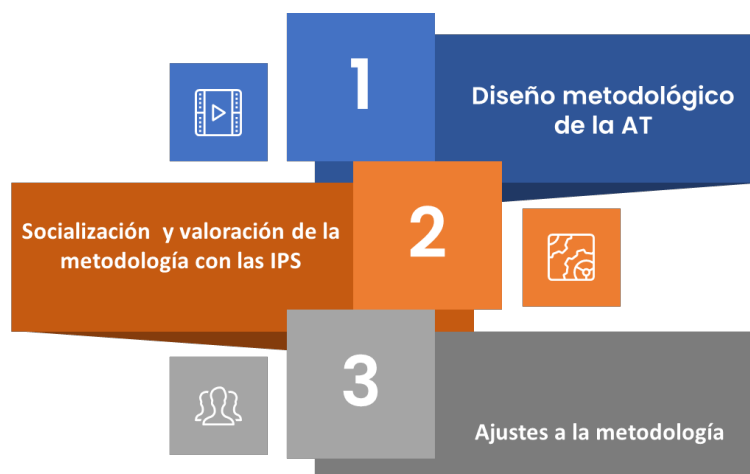 1
Diseño metodológico
de la AT
Socialización y valoración de la
metodología con las IPS
2
3
Ajustes a la metodología